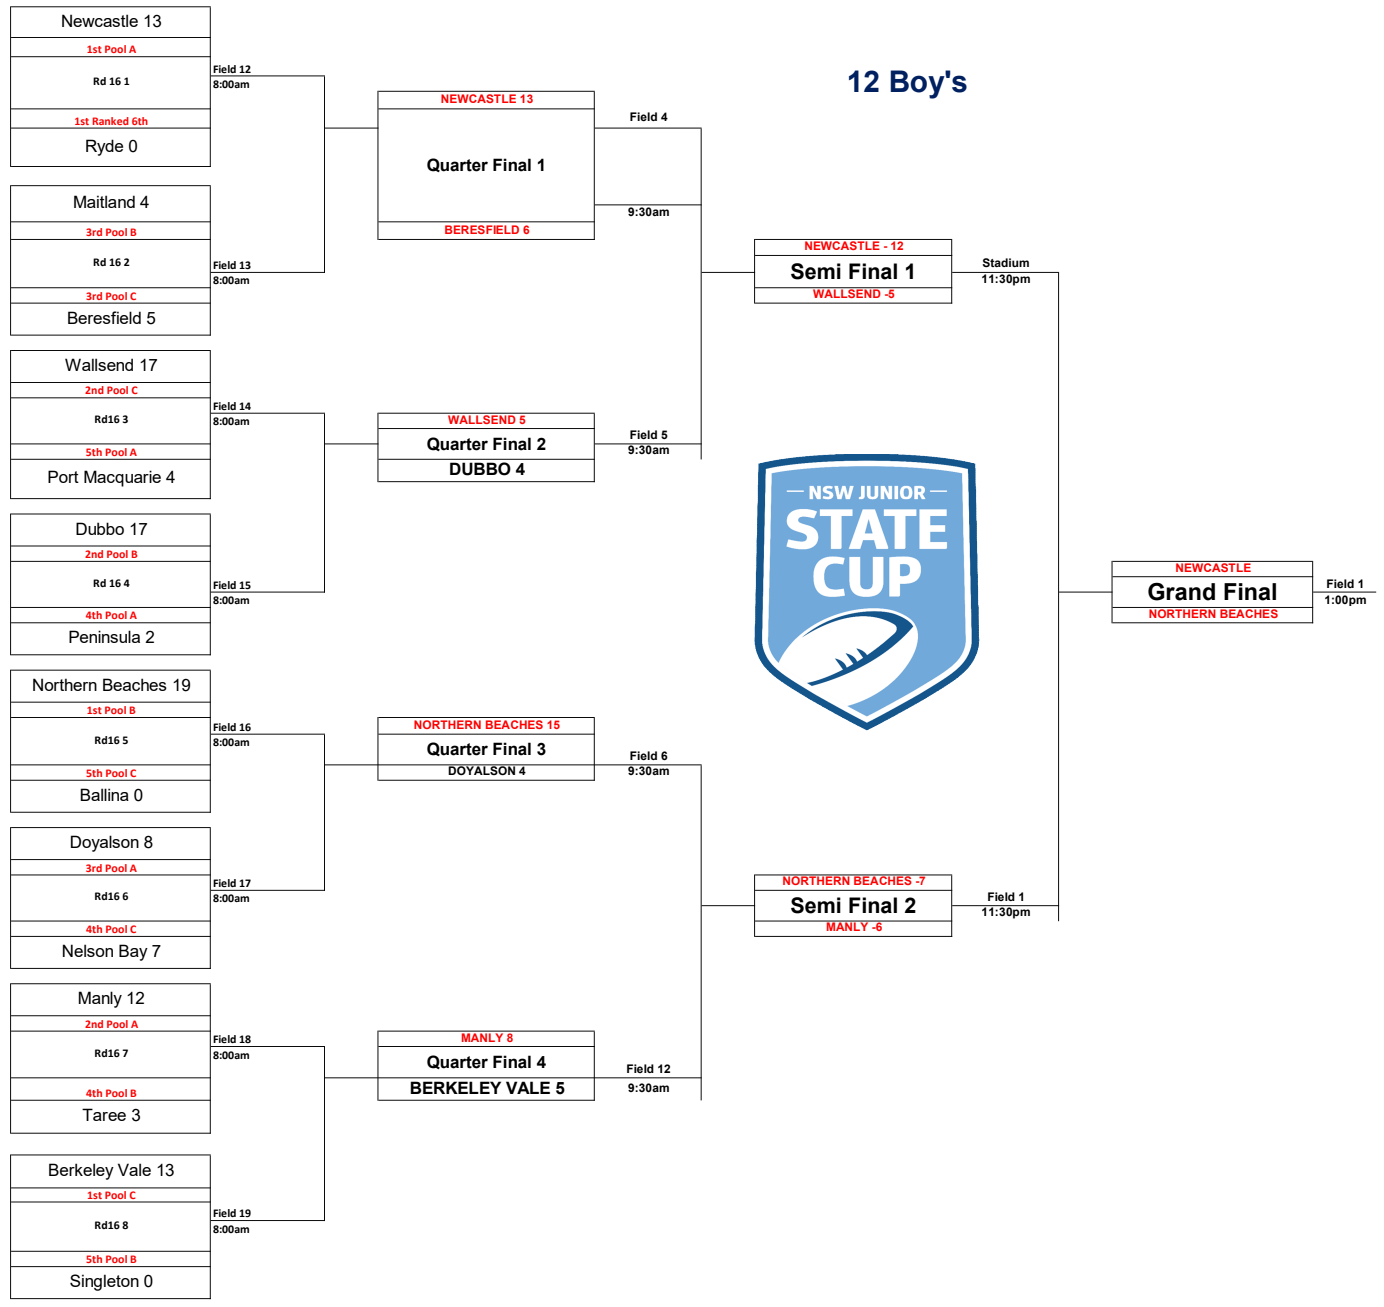 Newcastle 13
1st Pool A
Rd 16 1
1st Ranked 6th
Ryde 0
Field 12
8:00am
Maitland 4
3rd Pool B
Rd 16 2
3rd Pool C
Beresfield 5
Field 13
8:00am
Wallsend 17
2nd Pool C
Rd16 3
5th Pool A
Port Macquarie 4
Field 14
8:00am
Dubbo 17
2nd Pool B
Rd 16 4
4th Pool A
Peninsula 2
Field 15
8:00am
Northern Beaches 19
1st Pool B
Rd16 5
5th Pool C
Ballina 0
Field 16
8:00am
Doyalson 8
3rd Pool A
Rd16 6
4th Pool C
Nelson Bay 7
Field 17
8:00am
Manly 12
2nd Pool A
Rd16 7
4th Pool B
Taree 3
Field 18
8:00am
Berkeley Vale 13
1st Pool C
Rd16 8
5th Pool B
Singleton 0
Field 19
8:00am
NEWCASTLE 13
Quarter Final 1
BERESFIELD 6
Field 4
9:30am
WALLSEND 5
Quarter Final 2
DUBBO 4
Field 5
9:30am
NORTHERN BEACHES 15
Quarter Final 3
DOYALSON 4
Field 6
9:30am
MANLY 8
Quarter Final 4
BERKELEY VALE 5
Field 12
9:30am
12 Boy's
NEWCASTLE - 12
Semi Final 1
WALLSEND -5
Stadium
11:30pm
NSW JUNIOR
STATE
CUP
NORTHERN BEACHES -7
Semi Final 2
MANLY -6
Field 1
11:30pm
NEWCASTLE
Grand Final
NORTHERN BEACHES
Field 1
1:00pm